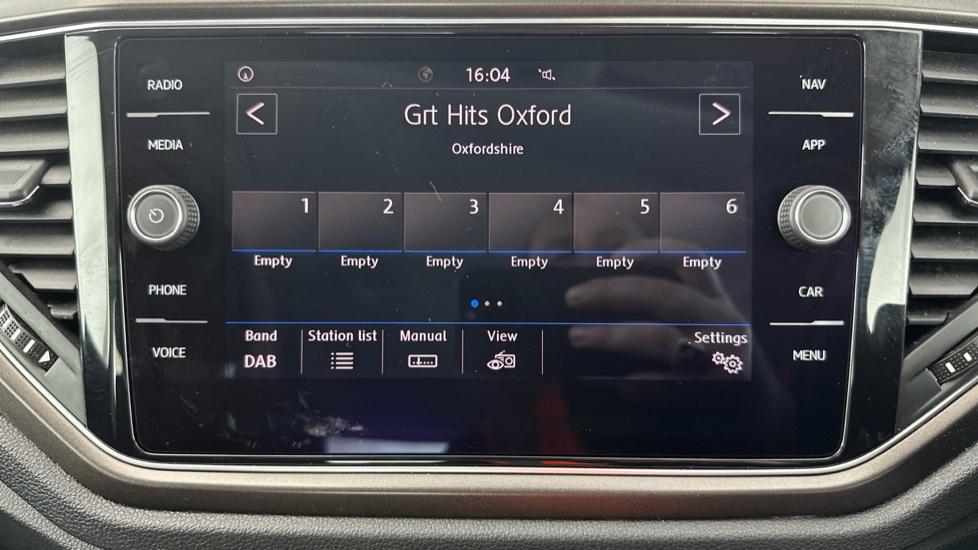 RADIO
MEDIA
PHONE
VOICE
16:04
Grt Hits Oxford
Oxfordshire
1 2 3 4 5 6
Empty Empty Empty Empty Empty Empty
Band Station list Manual View Settings
DAB
NAV
APP
CAR
MENU